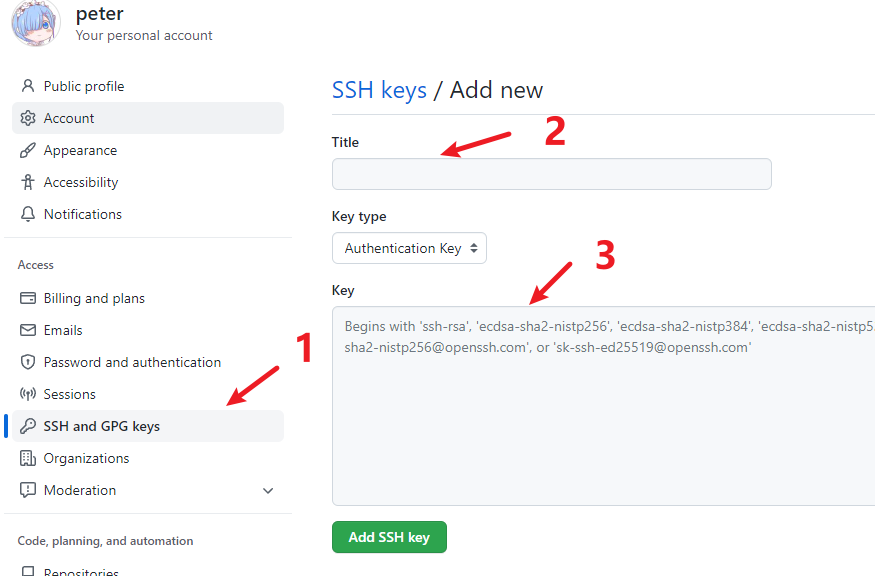 peter
Your personal account
Public profile
Account
Appearance
Accessibility
Notifications
Access
Billing and plans
Emails
Password and authentication
Sessions
SSH and GPG keys
Organizations
Moderation
Code, planning, and automation
Repositories
1
SSH keys / Add new
Title
2
Key type
Authentication Key
3
Key
Begins with 'ssh-rsa', 'ecdsa-sha2-nistp256', 'ecdsa-sha2-nistp384', 'ecdsa-sha2-nistp5
sha2-nistp256@openssh.com', or 'sk-ssh-ed25519@openssh.com'
Add SSH key